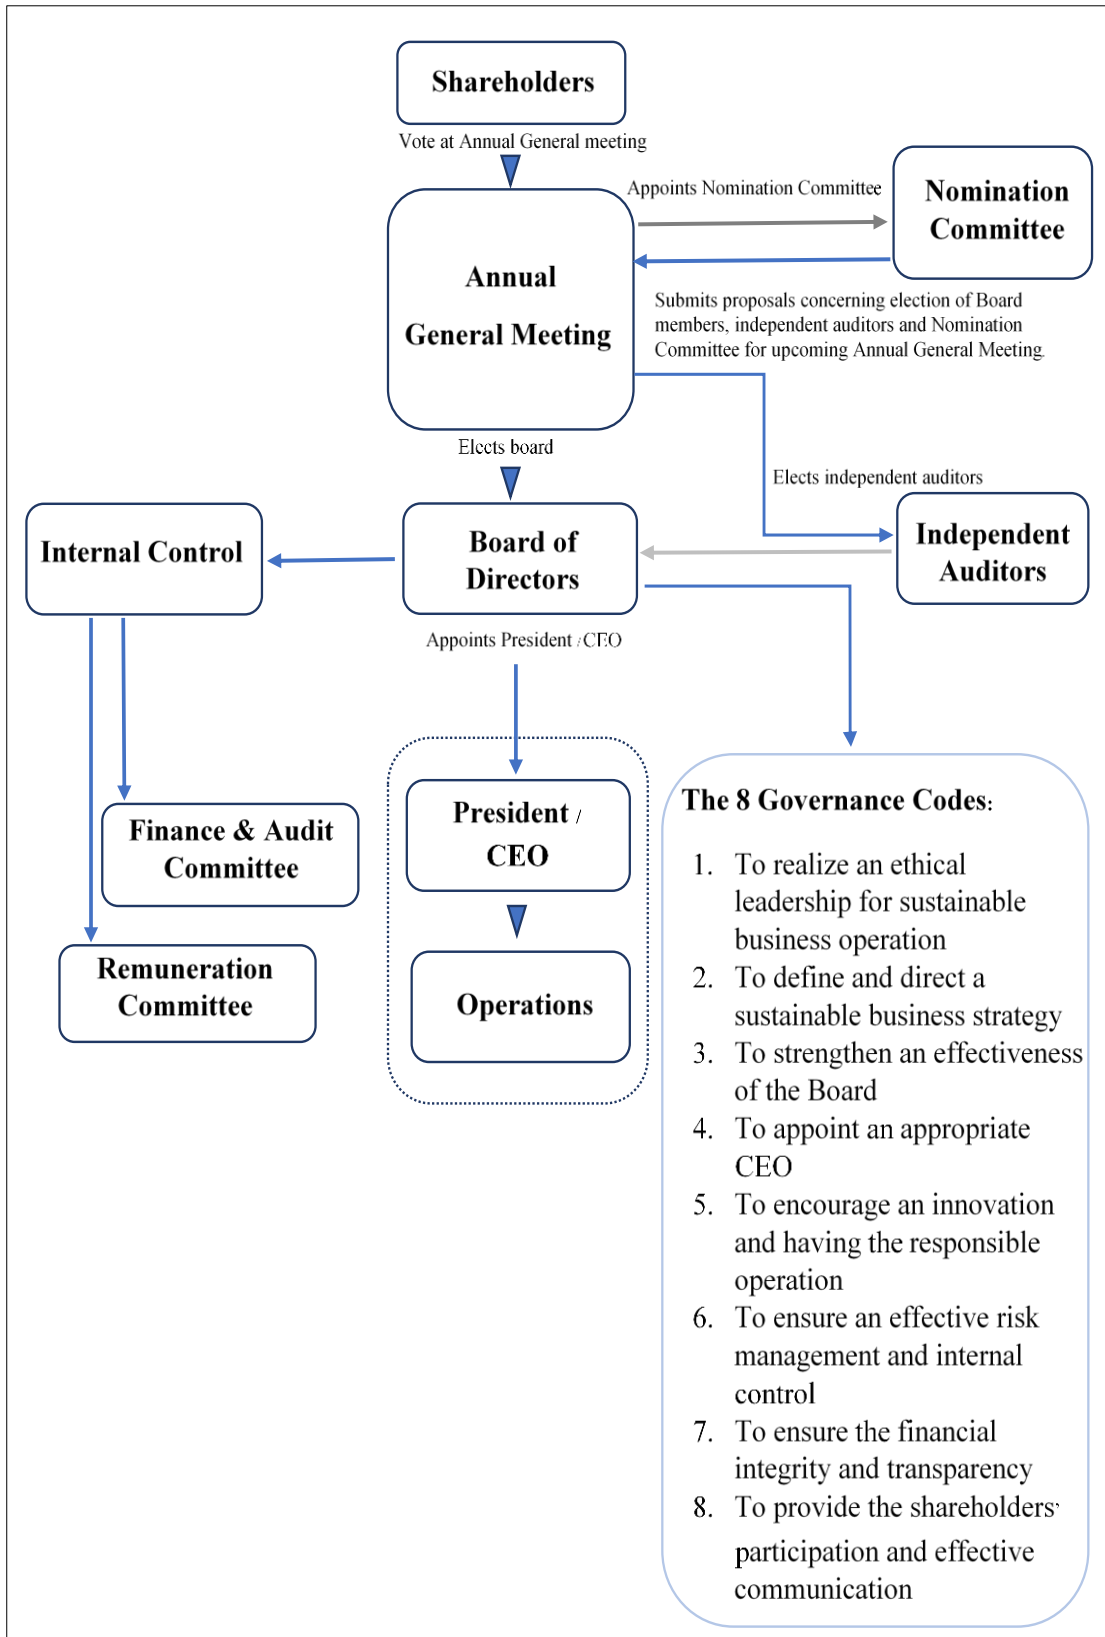 Shareholders
Vote at Annual General meeting
Appoints Nomination Committee
Nomination
Committee
Annual
General Meeting
Submits proposals concerning election of Board
members, independent auditors and Nomination
Committee for upcoming Annual General Meeting.
Elects board
Elects independent auditors
Internal Control
Board of
Directors
Independent
Auditors
Appoints President / CEO
President /
CEO
Finance & Audit
Committee
Remuneration
Committee
Operations
The 8 Governance Codes:
1. To realize an ethical
leadership for sustainable
business operation
2. To define and direct a
sustainable business strategy
3. To strengthen an effectiveness
of the Board
4. To appoint an appropriate
CEO
5. To encourage an innovation
and having the responsible
operation
6. To ensure an effective risk
management and internal
control
7. To ensure the financial
integrity and transparency
8. To provide the shareholders'
participation and effective
communication